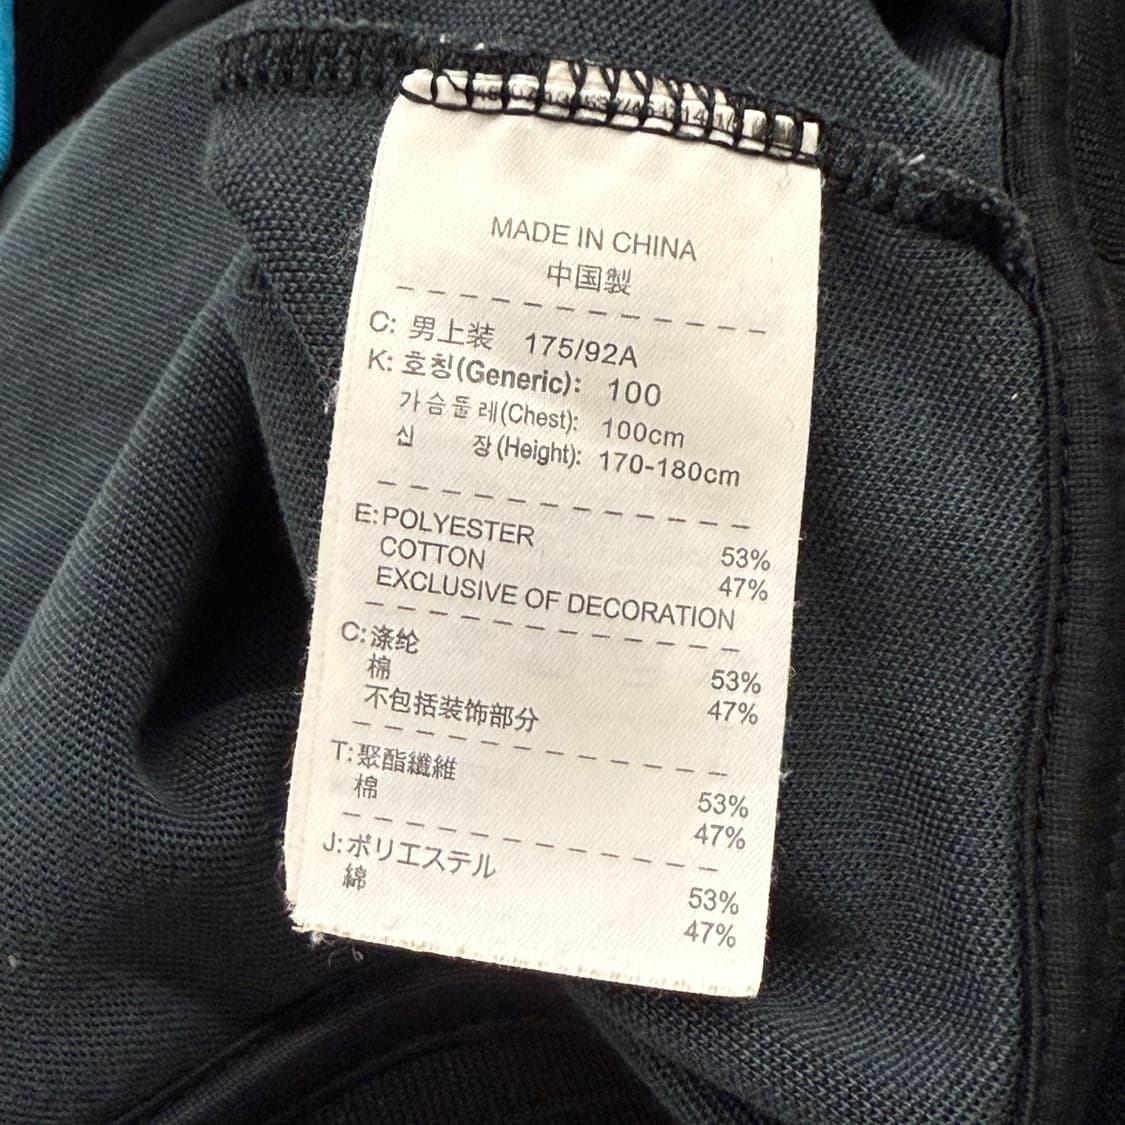 MADE IN CHINA
中国製
C: 男上装 175/92A
K: 호칭(Generic): 100
가슴둘레(Chest): 100cm
신 장(Height): 170-180cm
E: POLYESTER 53%
COTTON 47%
EXCLUSIVE OF DECORATION
C: 涤纶 53%
棉 47%
不包括装饰部分
T: 聚酯纖維 53%
棉 47%
J: ポリエステル 53%
綿 47%